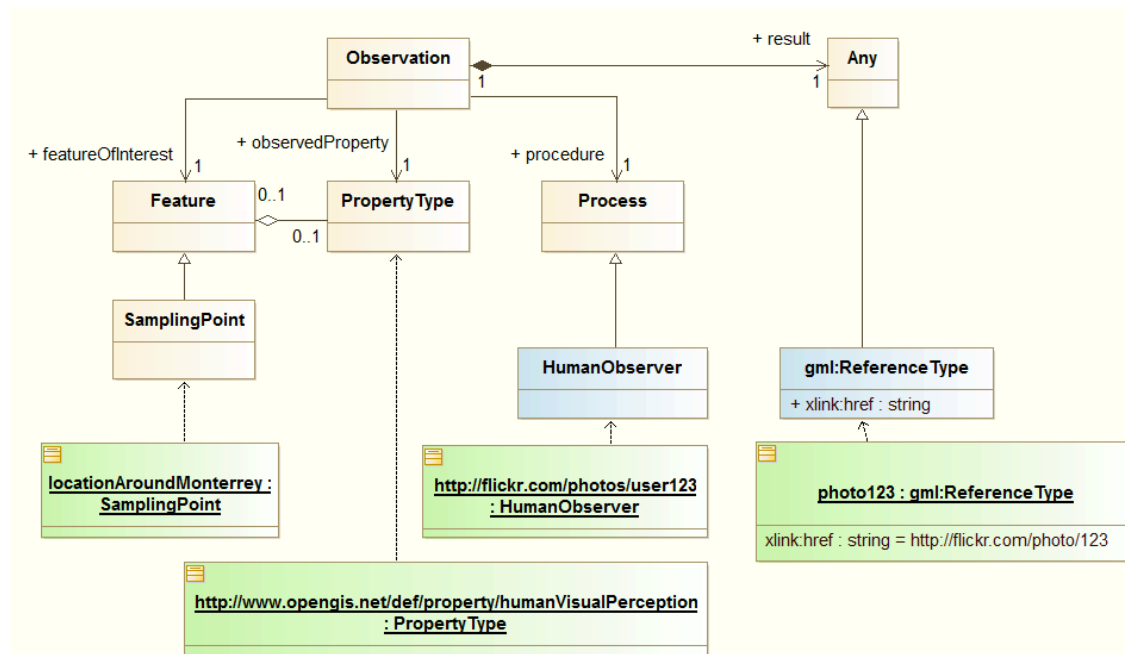 + result
Observation
Any
1
1
+ observedProperty
+ featureOfInterest
+ procedure
1
1
1
Feature
0..1
PropertyType
Process
0..1
SamplingPoint
HumanObserver
gml:ReferenceType
+ xlink:href : string
locationAroundMonterrey :
SamplingPoint
http://flickr.com/photos/user123
: HumanObserver
photo123 : gml:ReferenceType
xlink:href : string = http://flickr.com/photo/123
http://www.opengis.net/def/property/humanVisualPerception
: PropertyType